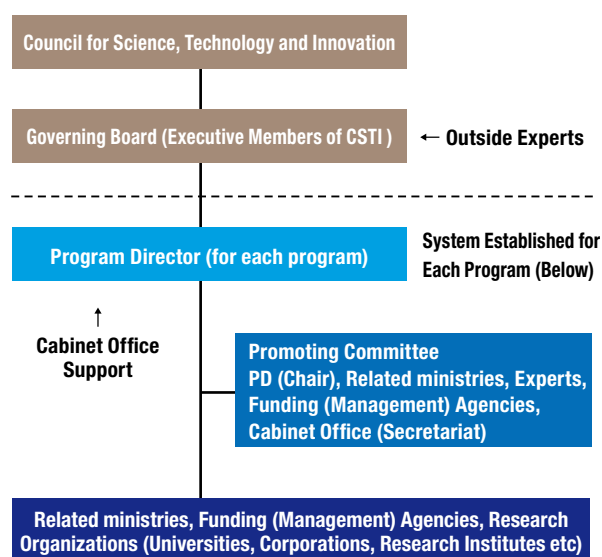 Council for Science, Technology and Innovation
Governing Board (Executive Members of CSTI )
← Outside Experts
Program Director (for each program)
System Established for
Each Program (Below)
↑
Cabinet Office
Support
Promoting Committee
PD (Chair), Related ministries, Experts,
Funding (Management) Agencies,
Cabinet Office (Secretariat)
Related ministries, Funding (Management) Agencies, Research
Organizations (Universities, Corporations, Research Institutes etc)